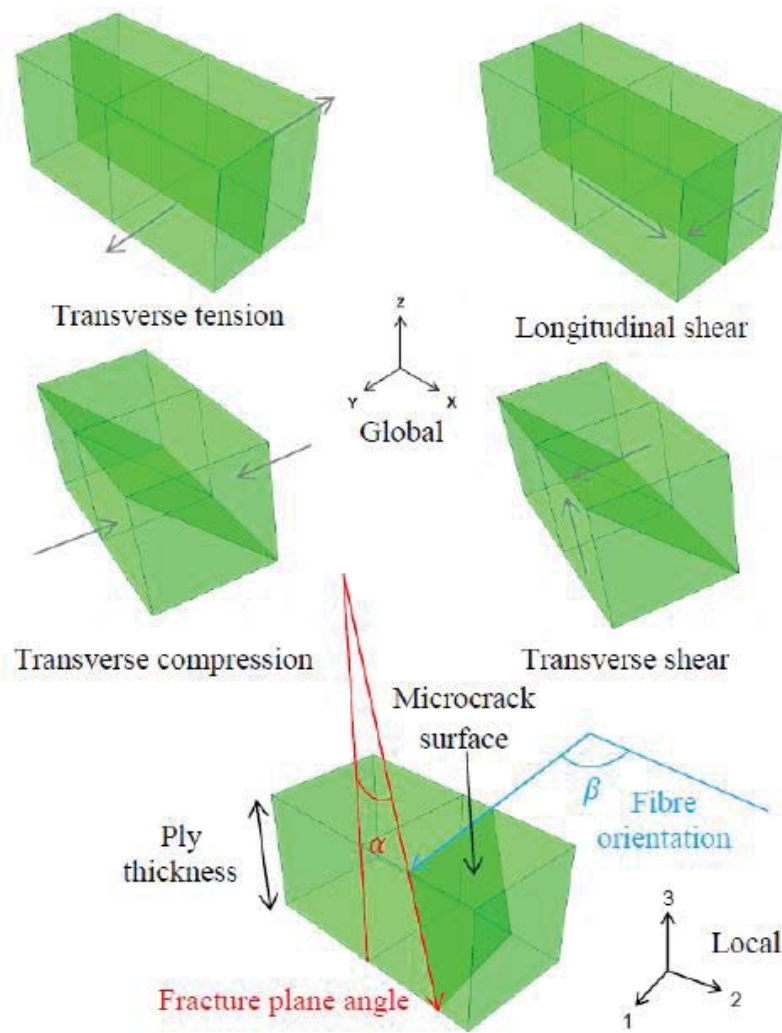 Transverse tension
Longitudinal shear
Z
Y
X
Global
Transverse compression
Transverse shear
Microcrack
surface
β
Fibre
orientation
Ply
thickness
α
3
Local
1
2
Fracture plane angle